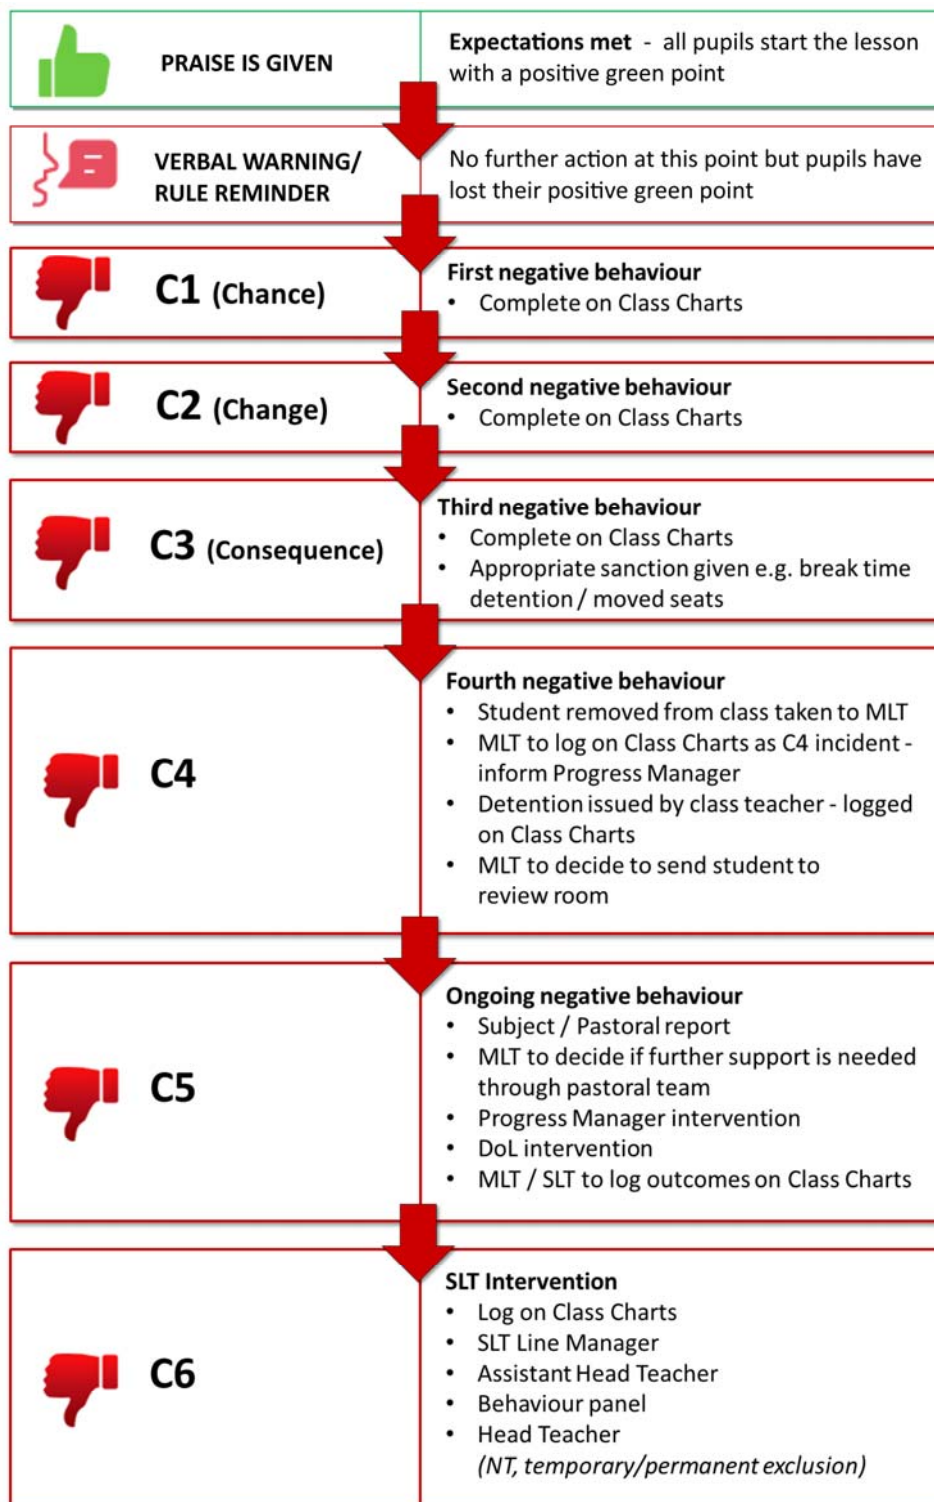 PRAISE IS GIVEN
Expectations met - all pupils start the lesson
with a positive green point
VERBAL WARNING/
RULE REMINDER
No further action at this point but pupils have
lost their positive green point
C1 (Chance)
First negative behaviour
• Complete on Class Charts
C2 (Change)
Second negative behaviour
• Complete on Class Charts
C3 (Consequence)
Third negative behaviour
• Complete on Class Charts
• Appropriate sanction given e.g. break time
detention / moved seats
C4
Fourth negative behaviour
• Student removed from class taken to MLT
• MLT to log on Class Charts as C4 incident -
inform Progress Manager
• Detention issued by class teacher - logged
on Class Charts
• MLT to decide to send student to
review room
C5
Ongoing negative behaviour
• Subject / Pastoral report
• MLT to decide if further support is needed
through pastoral team
• Progress Manager intervention
• DoL intervention
• MLT / SLT to log outcomes on Class Charts
C6
SLT Intervention
• Log on Class Charts
• SLT Line Manager
• Assistant Head Teacher
• Behaviour panel
• Head Teacher
(NT, temporary/permanent exclusion)